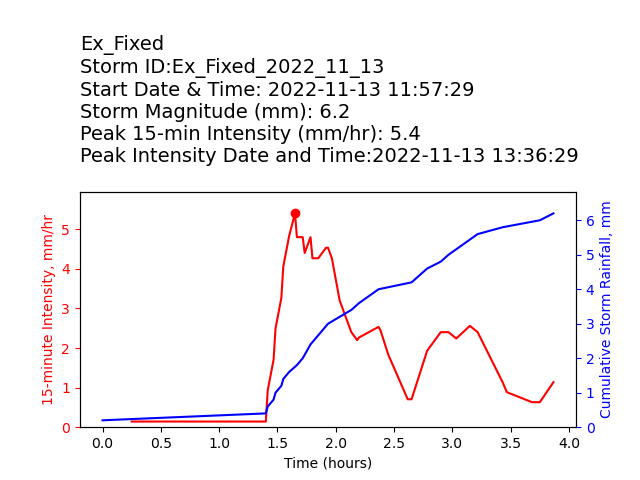 Ex_Fixed
Storm ID:Ex_Fixed_2022_11_13
Start Date & Time: 2022-11-13 11:57:29
Storm Magnitude (mm): 6.2
Peak 15-min Intensity (mm/hr): 5.4
Peak Intensity Date and Time:2022-11-13 13:36:29
15-minute Intensity, mm/hr
5
4
3
2
1
0
6
5
4
3
2
1
0
Cumulative Storm Rainfall, mm
0.0 0.5 1.0 1.5 2.0 2.5 3.0 3.5 4.0
Time (hours)